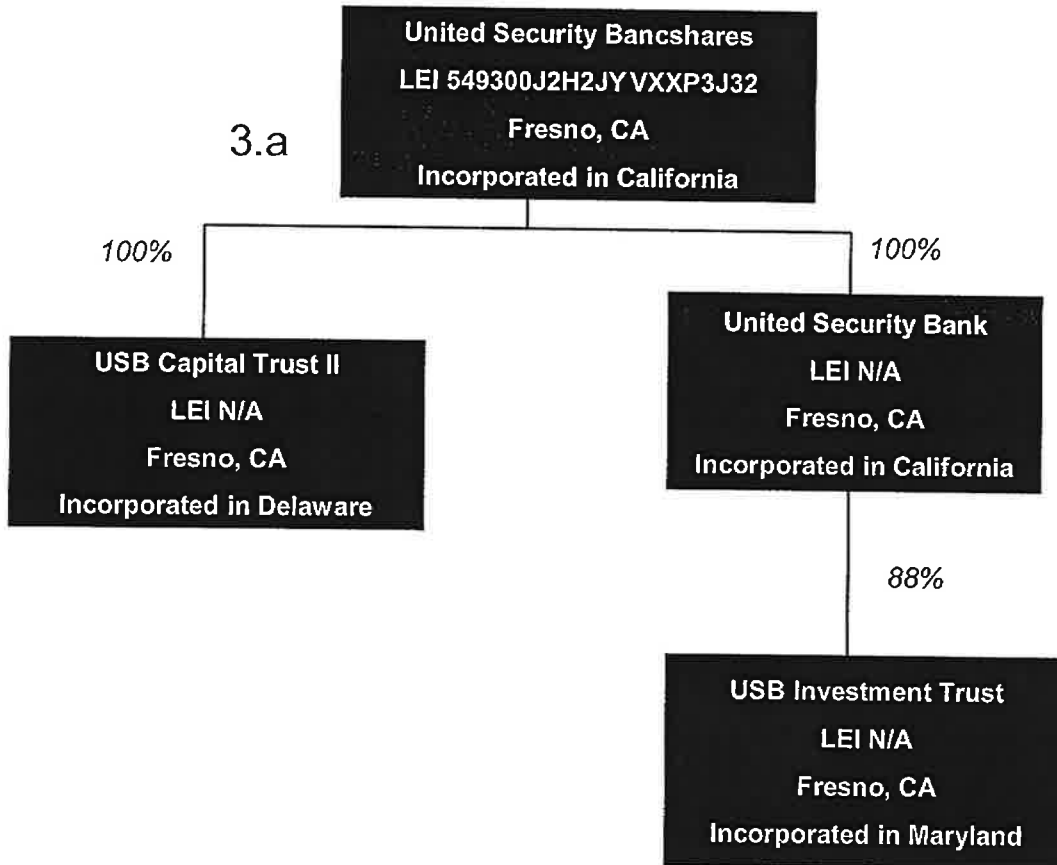 United Security Bancshares
LEI 549300J2H2JYVXXP3J32
Fresno, CA
Incorporated in California
3.a
100%
100%
USB Capital Trust II
LEI N/A
Fresno, CA
Incorporated in Delaware
United Security Bank
LEI N/A
Fresno, CA
Incorporated in California
88%
USB Investment Trust
LEI N/A
Fresno, CA
Incorporated in Maryland